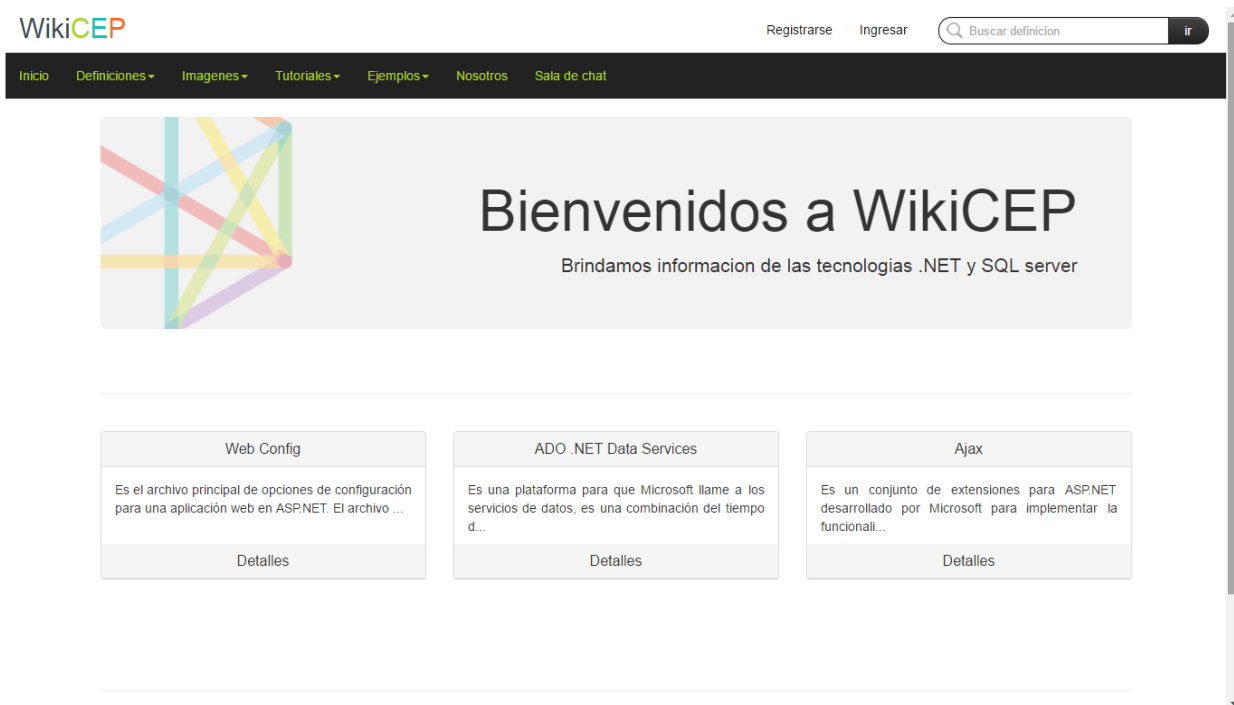 WikiCEP
Registrarse Ingresar Buscar definicion ir
Inicio Definiciones Imagenes Tutoriales Ejemplos Nosotros Sala de chat
Bienvenidos a WikiCEP
Brindamos informacion de las tecnologias .NET y SQL server
Web Config
Es el archivo principal de opciones de configuración
para una aplicación web en ASP.NET. El archivo ...
Detalles
ADO .NET Data Services
Es una plataforma para que Microsoft llame a los
servicios de datos, es una combinación del tiempo
d...
Detalles
Ajax
Es un conjunto de extensiones para ASP.NET
desarrollado por Microsoft para implementar la
funcionali...
Detalles